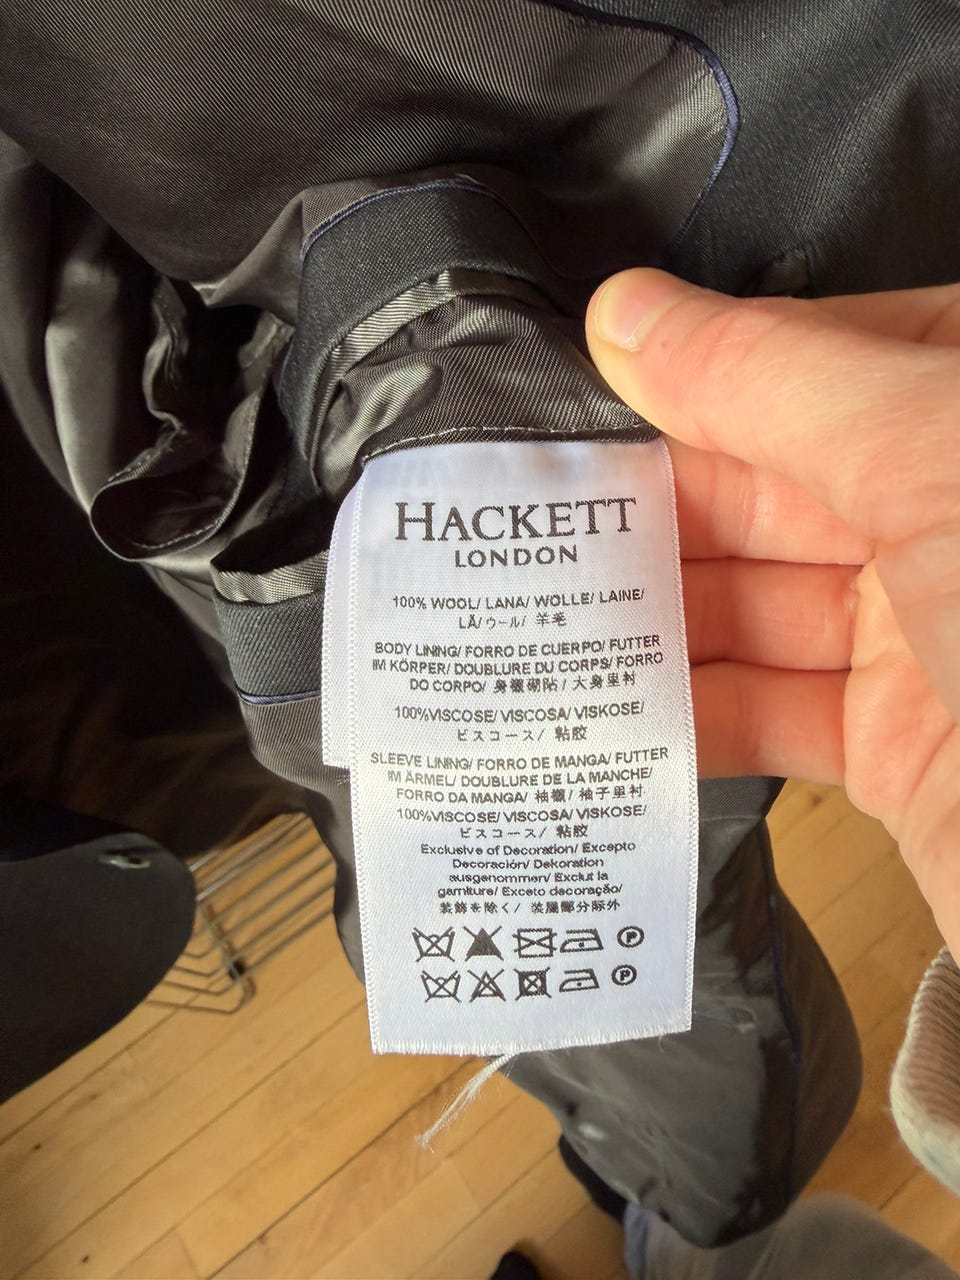 HACKETT
LONDON
100% WOOL/ LANA/ WOLLE/ LAINE/
LÃ/ウール/ 羊毛
BODY LINING/ FORRO DE CUERPO/ FUTTER
IM KÖRPER/ DOUBLURE DU CORPS/ FORRO
DO CORPO/ 身襯砌貼 / 大身里衬
100%VISCOSE/ VISCOSA/ VISKOSE/
ビスコース/ 粘胶
SLEEVE LINING/ FORRO DE MANGA/ FUTTER
IM ÄRMEL/ DOUBLURE DE LA MANCHE/
FORRO DA MANGA/ 袖襯 / 袖子里衬
100%VISCOSE/ VISCOSA/ VISKOSE/
ビスコース/ 粘胶
Exclusive of Decoration/ Excepto
Decoración/ Dekoration
ausgenommen/ Exclut la
garniture/ Exceto decoração/
装飾を除く/ 装属部分除外
P
P